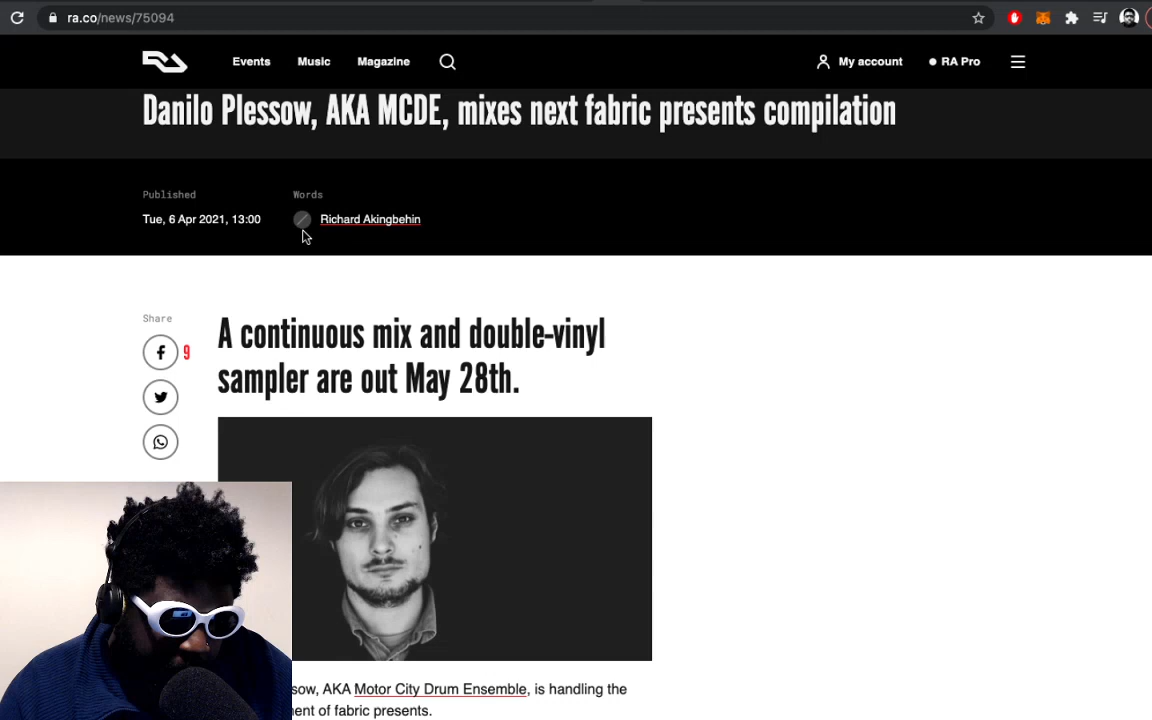 ra.co/news/75094
RA
Events Music Magazine My account RA Pro
Danilo Plessow, AKA MCDE, mixes next fabric presents compilation
Published Words
Tue, 6 Apr 2021, 13:00 Richard Akingbehin
Share
9
A continuous mix and double-vinyl
sampler are out May 28th.
sow, AKA Motor City Drum Ensemble, is handling the
ent of fabric presents.